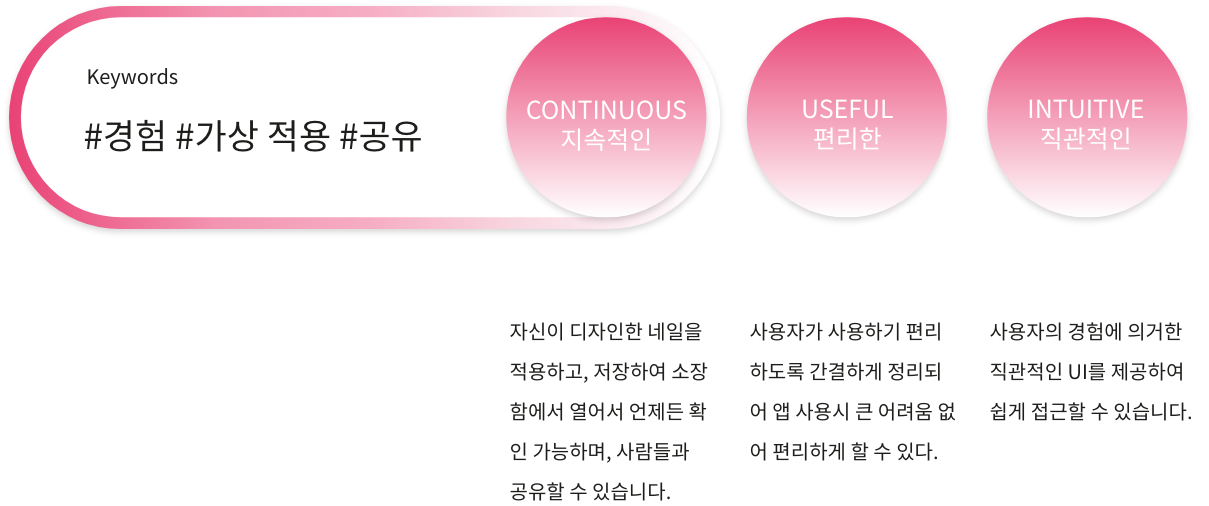 Keywords
#경험 #가상 적용 #공유
CONTINUOUS
지속적인
USEFUL
편리한
INTUITIVE
직관적인
자신이 디자인한 네일을
적용하고, 저장하여 소장
함에서 열어서 언제든 확
인 가능하며, 사람들과
공유할 수 있습니다.
사용자가 사용하기 편리
하도록 간결하게 정리되
어 앱 사용시 큰 어려움 없
어 편리하게 할 수 있다.
사용자의 경험에 의거한
직관적인 UI를 제공하여
쉽게 접근할 수 있습니다.